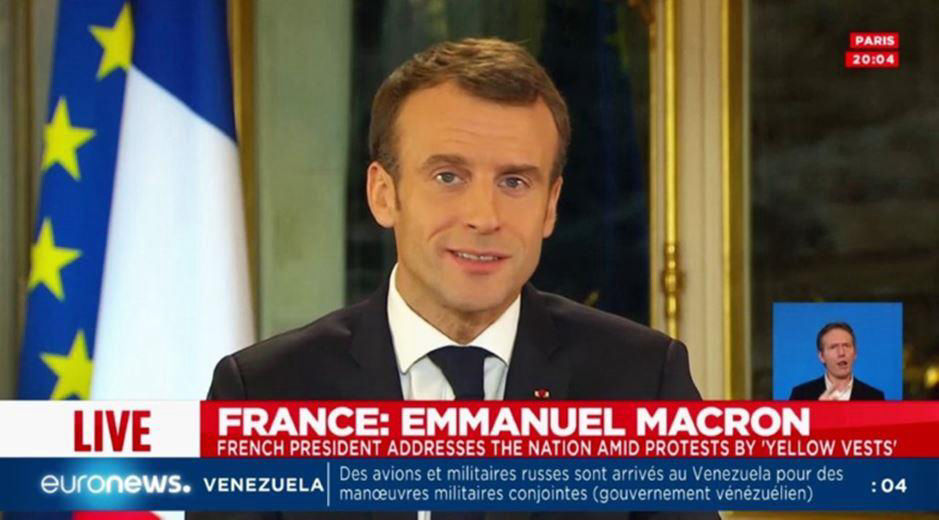 PARIS
20:04
LIVE
FRANCE: EMMANUEL MACRON
FRENCH PRESIDENT ADDRESSES THE NATION AMID PROTESTS BY 'YELLOW VESTS'
euronews.
VENEZUELA
Des avions et militaires russes sont arrivés au Venezuela pour des
manœuvres militaires conjointes (gouvernement vénézuélien)
:04